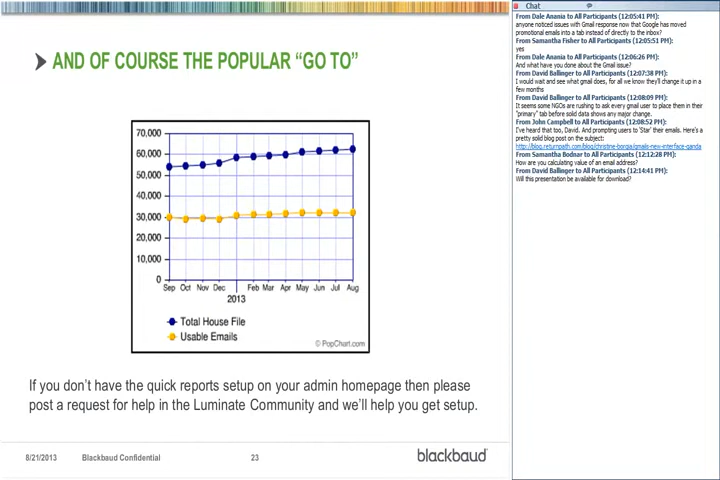 AND OF COURSE THE POPULAR “GO TO”
70,000
60,000
50,000
40,000
30,000
20,000
10,000
0
Sep Oct Nov Dec Feb Mar Apr May Jun Jul Aug
2013
Total House File
Usable Emails
© PopChart.com
If you don’t have the quick reports setup on your admin homepage then please
post a request for help in the Luminate Community and we’ll help you get setup.
8/21/2013 Blackbaud Confidential 23 blackbaud
Chat
From Dale Anania to All Participants (12:05:41 PM):
anyone noticed issues with Gmail response now that Google has moved
promotional emails into a tab instead of directly to the inbox?
From Samantha Fisher to All Participants (12:05:51 PM):
yes
From Dale Anania to All Participants (12:06:26 PM):
And what have you done about the Gmail issue?
From David Ballinger to All Participants (12:07:38 PM):
I would wait and see what gmail does, for all we know they'll change it up in a
few months
From David Ballinger to All Participants (12:08:09 PM):
It seems some NGOs are rushing to ask every gmail user to place them in their
"primary" tab before solid data shows any major change.
From John Campbell to All Participants (12:08:52 PM):
I've heard that too, David. And prompting users to 'Star' their emails. Here's a
pretty solid blog post on the subject:
http://blog.returnpath.com/blog/christine-borgia/gmails-new-interface-ganda
From Samantha Bodnar to All Participants (12:12:28 PM):
How are you calculating value of an email address?
From David Ballinger to All Participants (12:14:41 PM):
Will this presentation be available for download?